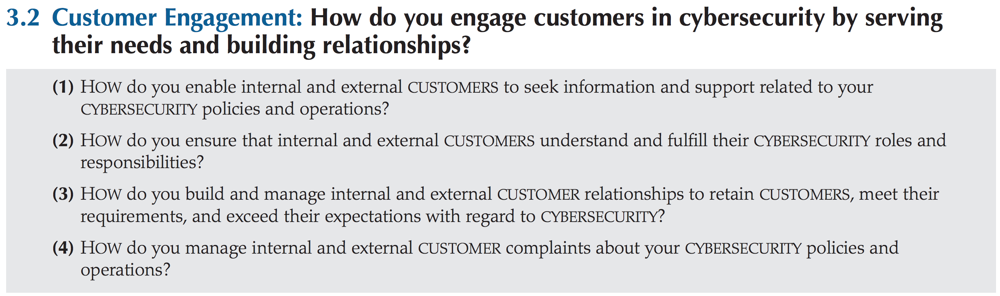 3.2 Customer Engagement: How do you engage customers in cybersecurity by serving
their needs and building relationships?
(1) HOW do you enable internal and external CUSTOMERS to seek information and support related to your
CYBERSECURITY policies and operations?
(2) HOW do you ensure that internal and external CUSTOMERS understand and fulfill their CYBERSECURITY roles and
responsibilities?
(3) HOW do you build and manage internal and external CUSTOMER relationships to retain CUSTOMERS, meet their
requirements, and exceed their expectations with regard to CYBERSECURITY?
(4) HOW do you manage internal and external CUSTOMER complaints about your CYBERSECURITY policies and
operations?